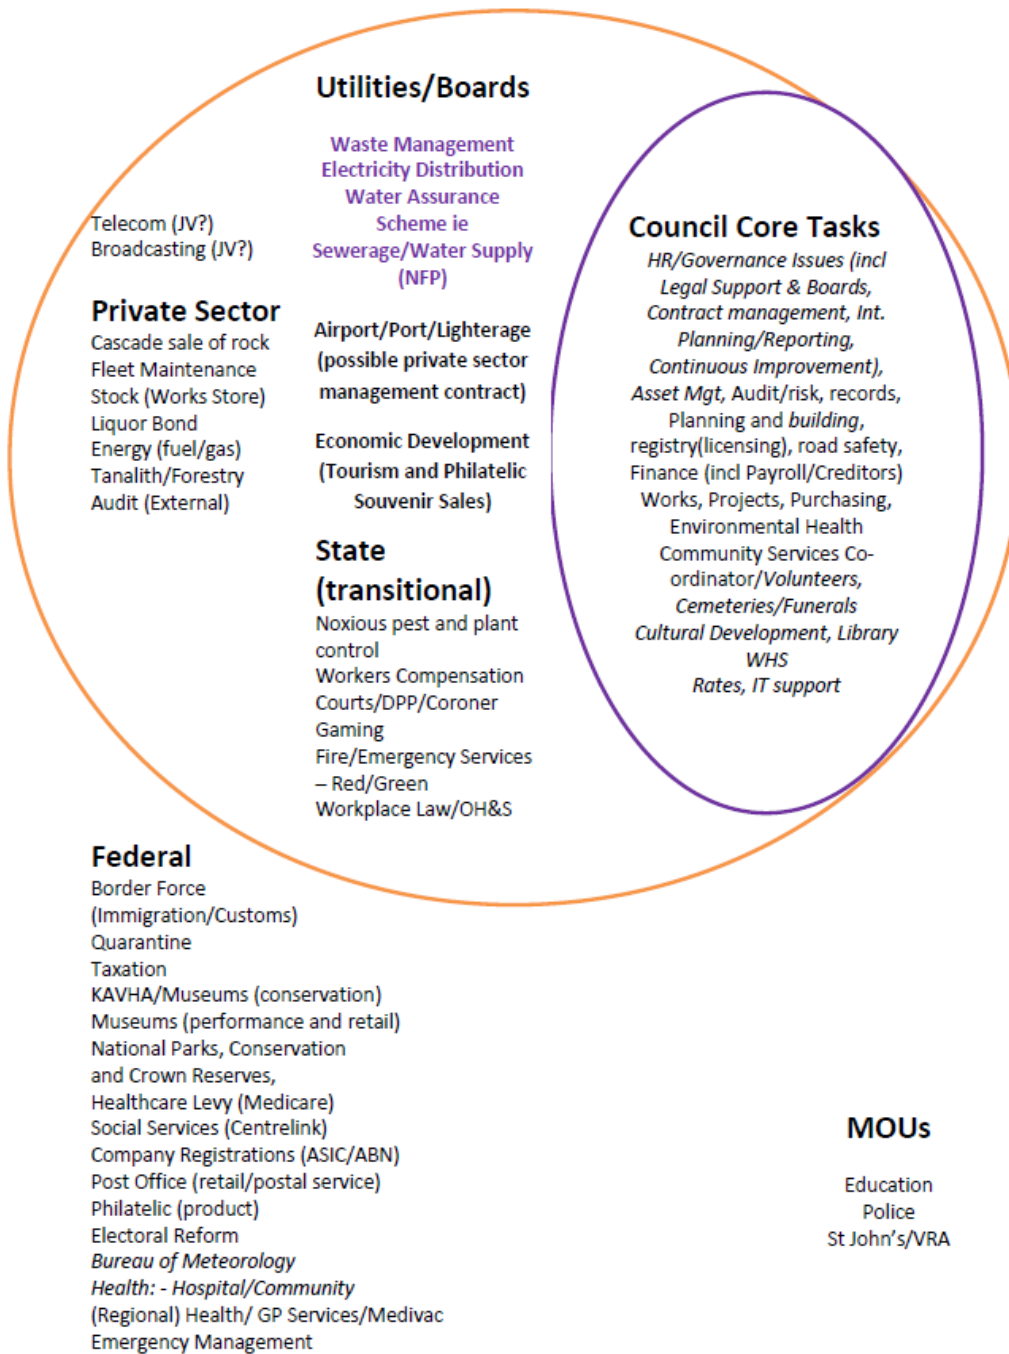 Utilities/Boards
Waste Management
Electricity Distribution
Water Assurance
Scheme ie
Sewerage/Water Supply
(NFP)
Airport/Port/Lighterage
(possible private sector
management contract)
Economic Development
(Tourism and Philatelic
Souvenir Sales)
Telecom (JV?)
Broadcasting (JV?)
Private Sector
Cascade sale of rock
Fleet Maintenance
Stock (Works Store)
Liquor Bond
Energy (fuel/gas)
Tanalith/Forestry
Audit (External)
State
(transitional)
Noxious pest and plant
control
Workers Compensation
Courts/DPP/Coroner
Gaming
Fire/Emergency Services
– Red/Green
Workplace Law/OH&S
Council Core Tasks
HR/Governance Issues (incl
Legal Support & Boards,
Contract management, Int.
Planning/Reporting,
Continuous Improvement),
Asset Mgt, Audit/risk, records,
Planning and building,
registry(licensing), road safety,
Finance (incl Payroll/Creditors)
Works, Projects, Purchasing,
Environmental Health
Community Services Co-
ordinator/Volunteers,
Cemeteries/Funerals
Cultural Development, Library
WHS
Rates, IT support
Federal
Border Force
(Immigration/Customs)
Quarantine
Taxation
KAVHA/Museums (conservation)
Museums (performance and retail)
National Parks, Conservation
and Crown Reserves,
Healthcare Levy (Medicare)
Social Services (Centrelink)
Company Registrations (ASIC/ABN)
Post Office (retail/postal service)
Philatelic (product)
Electoral Reform
Bureau of Meteorology
Health: - Hospital/Community
(Regional) Health/ GP Services/Medivac
Emergency Management
MOUs
Education
Police
St John's/VRA